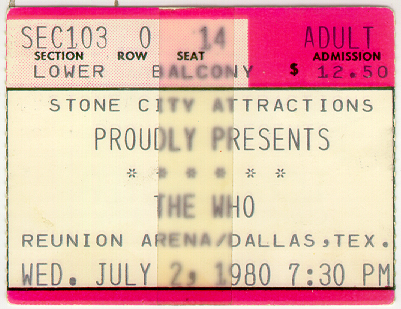 SEC103 O 14 ADULT
SECTION ROW SEAT ADMISSION
LOWER BALCONY $ 12.50
STONE CITY ATTRACTIONS
PROUDLY PRESENTS
* * * * * *
THE WHO
REUNION ARENA/DALLAS,TEX.
WED. JULY 2, 1980 7:30 PM